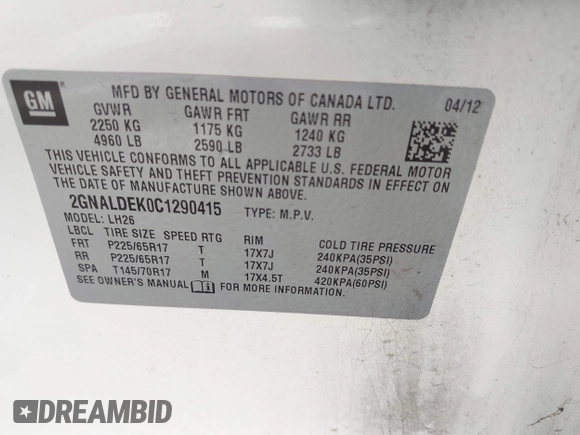 GM
MFD BY GENERAL MOTORS OF CANADA LTD. 04/12
GVWR GAWR FRT GAWR RR
2250 KG 1175 KG 1240 KG
4960 LB 2590 LB 2733 LB
THIS VEHICLE CONFORMS TO ALL APPLICABLE U.S. FEDERAL MOTOR
VEHICLE SAFETY AND THEFT PREVENTION STANDARDS IN EFFECT ON
THE DATE OF MANUFACTURE SHOWN ABOVE.
2GNALDEK0C1290415 TYPE: M.P.V.
MODEL: LH26
LBCL TIRE SIZE SPEED RTG RIM COLD TIRE PRESSURE
FRT P225/65R17 T 17X7J 240KPA(35PSI)
RR P225/65R17 T 17X7J 240KPA(35PSI)
SPA T145/70R17 M 17X4.5T 420KPA(60PSI)
SEE OWNER'S MANUAL FOR MORE INFORMATION.
DREAMBID